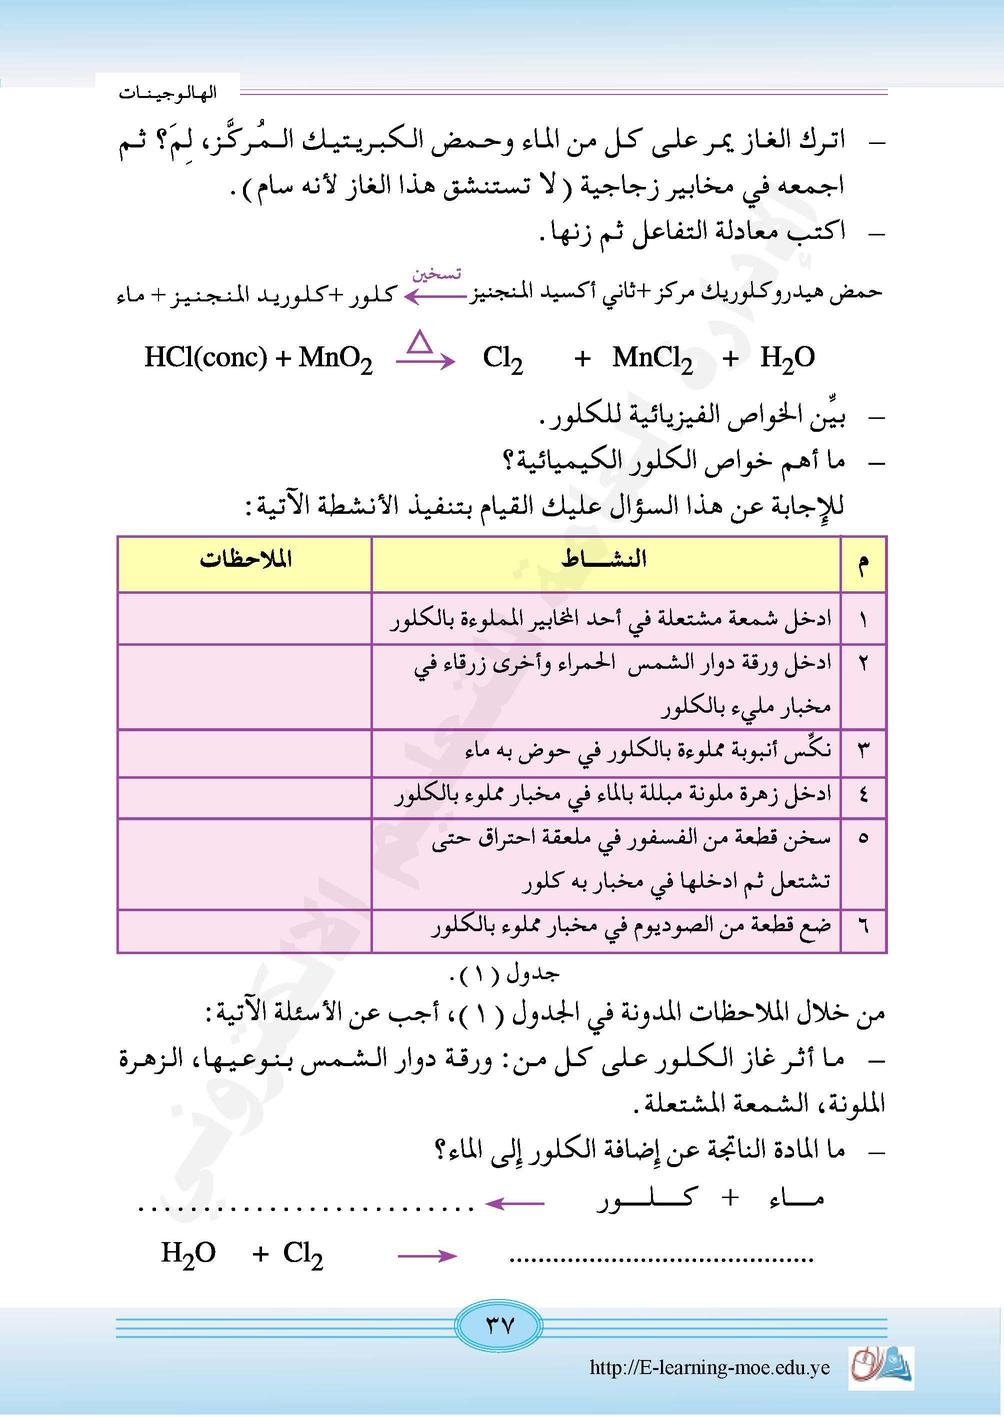 الهالوجينات
– اترك الغاز يمر على كل من الماء وحمض الكبريتيك المُركَّز، لِمَ؟ ثم
اجمعه في مخابير زجاجية (لا تستنشق هذا الغاز لأنه سام).
– اكتب معادلة التفاعل ثم زنها.
تسخين
حمض هيدروكلوريك مركز+ثاني أكسيد المنجنيز ← كلور+كلوريد المنجنيز+ماء
HCl(conc) + MnO₂ △→ Cl₂ + MnCl₂ + H₂O
– بيِّن الخواص الفيزيائية للكلور.
– ما أهم خواص الكلور الكيميائية؟
للإجابة عن هذا السؤال عليك القيام بتنفيذ الأنشطة الآتية:
م النشــاط الملاحظات
١ ادخل شمعة مشتعلة في أحد المخابير المملوءة بالكلور
٢ ادخل ورقة دوار الشمس الحمراء وأخرى زرقاء في
مخبار مليء بالكلور
٣ نكِّس أنبوبة مملوءة بالكلور في حوض به ماء
٤ ادخل زهرة ملونة مبللة بالماء في مخبار مملوء بالكلور
٥ سخن قطعة من الفسفور في ملعقة احتراق حتى
تشتعل ثم ادخلها في مخبار به كلور
٦ ضع قطعة من الصوديوم في مخبار مملوء بالكلور
جدول (١).
من خلال الملاحظات المدونة في الجدول (١)، أجب عن الأسئلة الآتية:
– ما أثر غاز الكلور على كل من: ورقة دوار الشمس بنوعيها، الزهرة
الملونة، الشمعة المشتعلة.
– ما المادة الناتجة عن إضافة الكلور إلى الماء؟
مــاء + كــلــور ← ..........................
H₂O + Cl₂ → ..........................................
٣٧
http://E-learning-moe.edu.ye
الإدارة العامة للتعليم الالكتروني